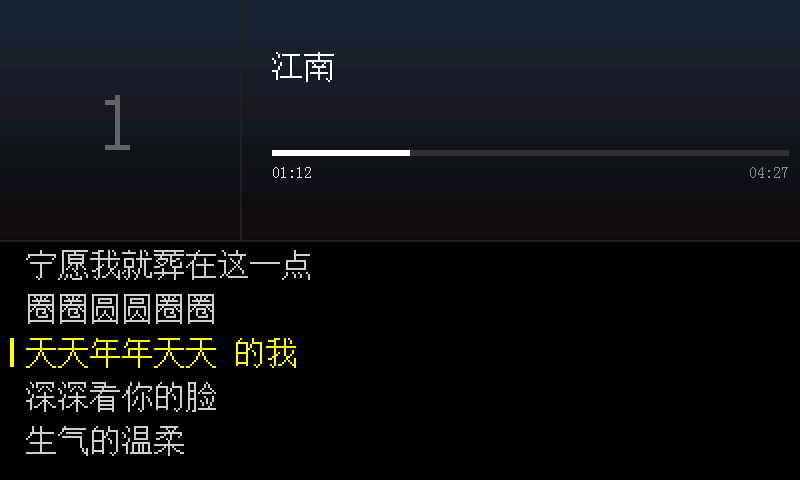 1
江南
01:12
04:27
宁愿我就葬在这一点
圈圈圆圆圈圈
天天年年天天 的我
深深看你的脸
生气的温柔